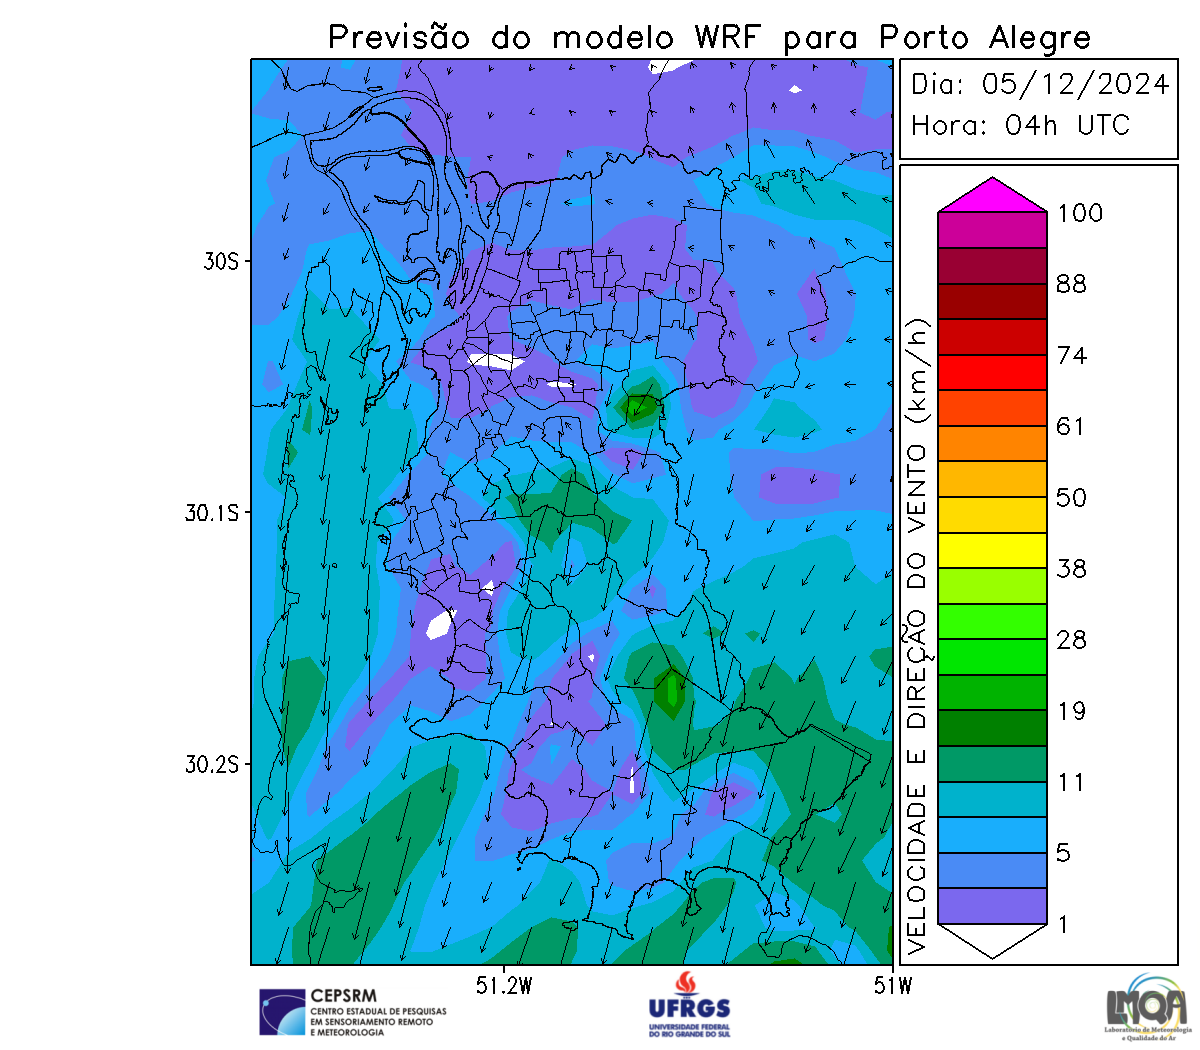 Previsão do modelo WRF para Porto Alegre
Dia: 05/12/2024
Hora: 04h UTC
30S
30.1S
30.2S
51.2W
51W
VELOCIDADE E DIREÇÃO DO VENTO (km/h)
100
88
74
61
50
38
28
19
11
5
1
CEPSRM
CENTRO ESTADUAL DE PESQUISAS
EM SENSORIAMENTO REMOTO
E METEOROLOGIA
UFRGS
UNIVERSIDADE FEDERAL
DO RIO GRANDE DO SUL
LMQA
Laboratório de Meteorologia
e Qualidade do Ar